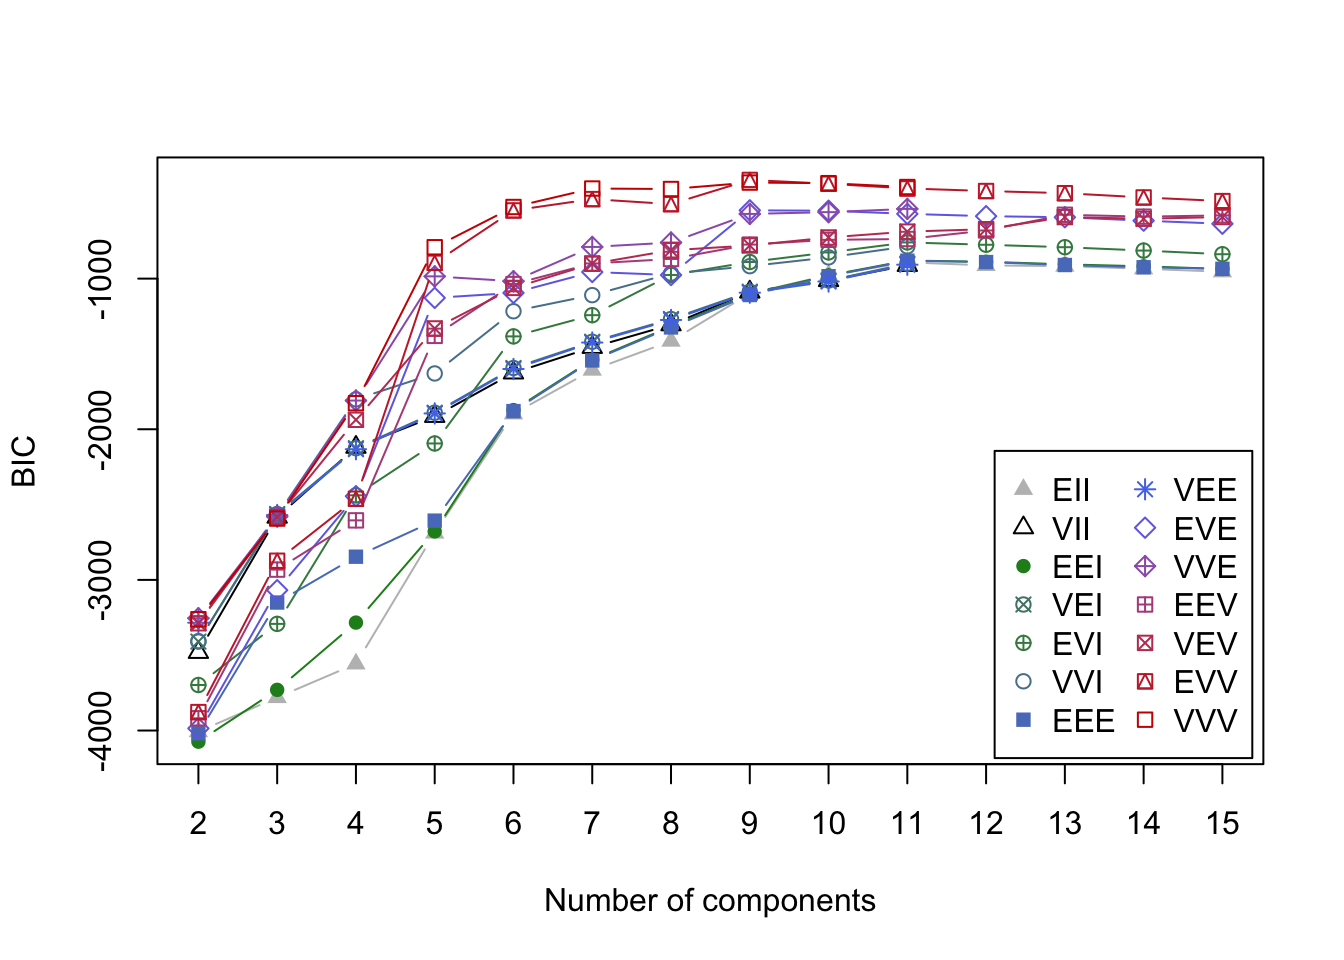 -1000
-2000
-3000
-4000
BIC
EII VEE
VII EVE
EEI VVE
VEI EEV
EVI VEV
VVI EVV
EEE VVV
2 3 4 5 6 7 8 9 10 11 12 13 14 15
Number of components